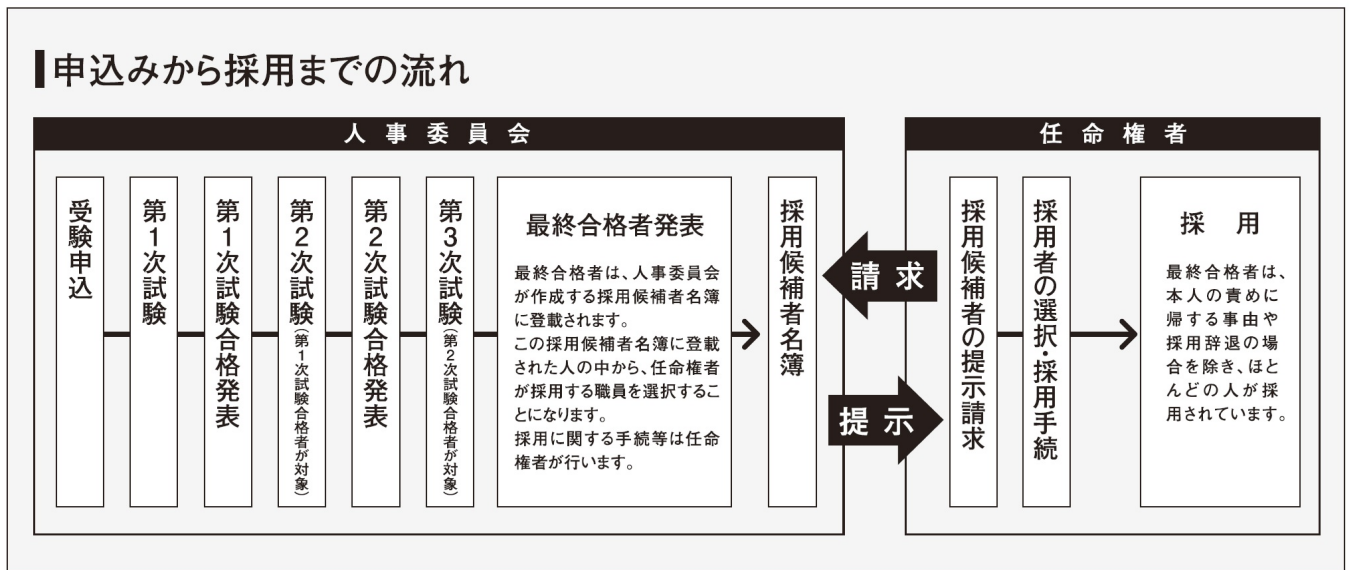 申込みから採用までの流れ
人事委員会
受験申込
第1次試験
第1次試験合格発表
第2次試験(第1次試験合格者が対象)
第2次試験合格発表
第3次試験(第2次試験合格者が対象)
最終合格者発表
最終合格者は、人事委員会
が作成する採用候補者名簿
に登載されます。
この採用候補者名簿に登載
された人の中から、任命権者
が採用する職員を選択するこ
とになります。
採用に関する手続等は任命
権者が行います。
採用候補者名簿
請求
提示
任命権者
採用候補者の提示請求
採用者の選択・採用手続
採用
最終合格者は、
本人の責めに
帰する事由や
採用辞退の場
合を除き、ほと
んどの人が採
用されています。